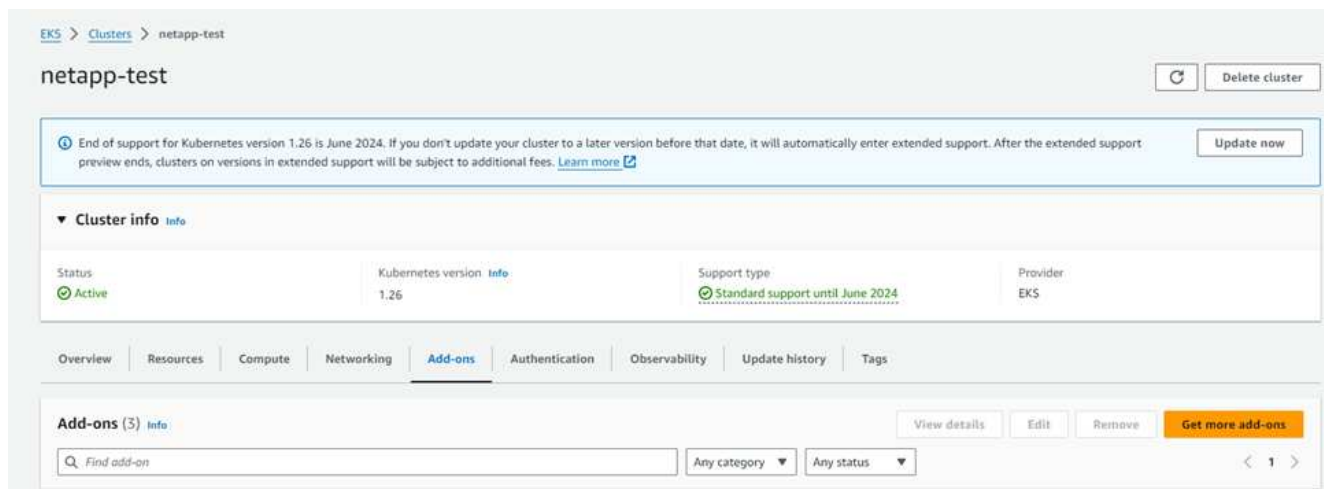 EKS > Clusters > netapp-test
netapp-test
Delete cluster
End of support for Kubernetes version 1.26 is June 2024. If you don't update your cluster to a later version before that date, it will automatically enter extended support. After the extended support
preview ends, clusters on versions in extended support will be subject to additional fees. Learn more
Update now
Cluster info Info
Status Kubernetes version Info Support type Provider
Active 1.26 Standard support until June 2024 EKS
Overview Resources Compute Networking Add-ons Authentication Observability Update history Tags
Add-ons (3) Info View details Edit Remove Get more add-ons
Find add-on Any category Any status < 1 >